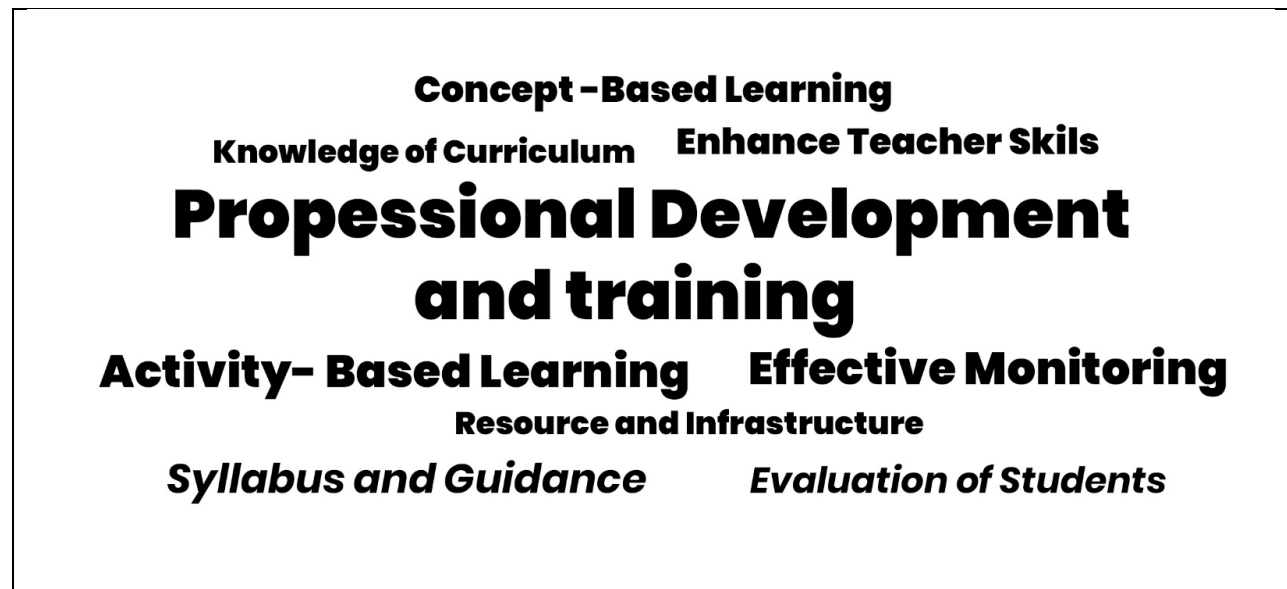 Concept -Based Learning
Knowledge of Curriculum Enhance Teacher Skils
Propessional Development
and training
Activity- Based Learning Effective Monitoring
Resource and Infrastructure
Syllabus and Guidance Evaluation of Students